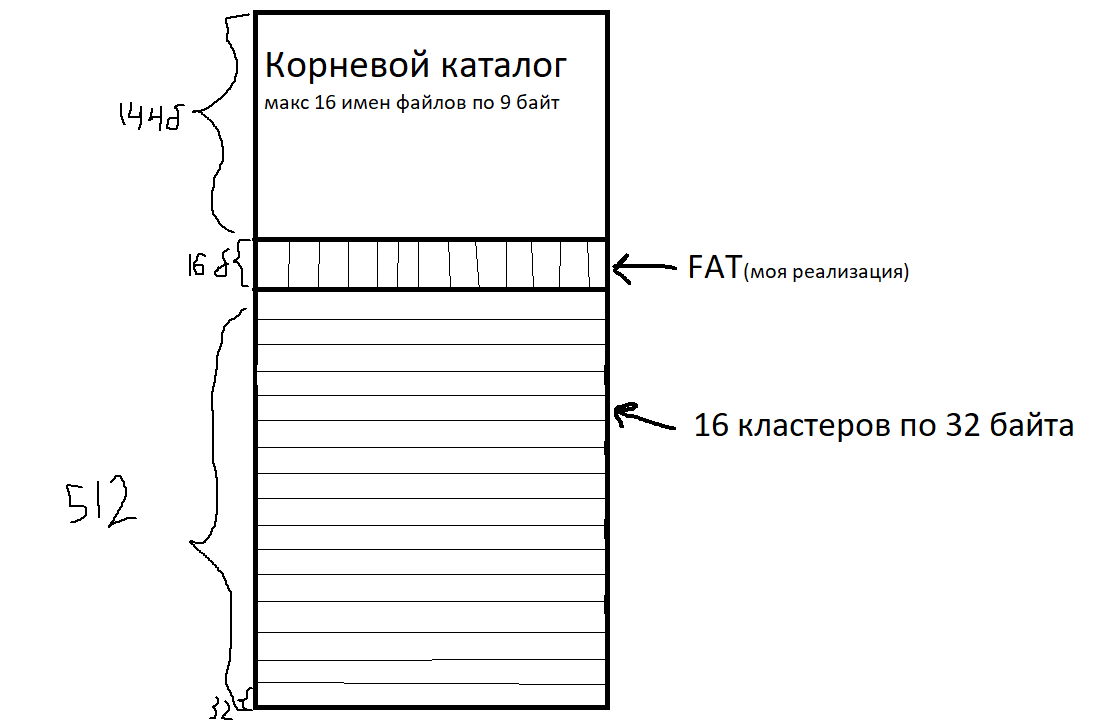 Корневой каталог
макс 16 имен файлов по 9 байт
144б
16 б
FAT(моя реализация)
16 кластеров по 32 байта
512
32